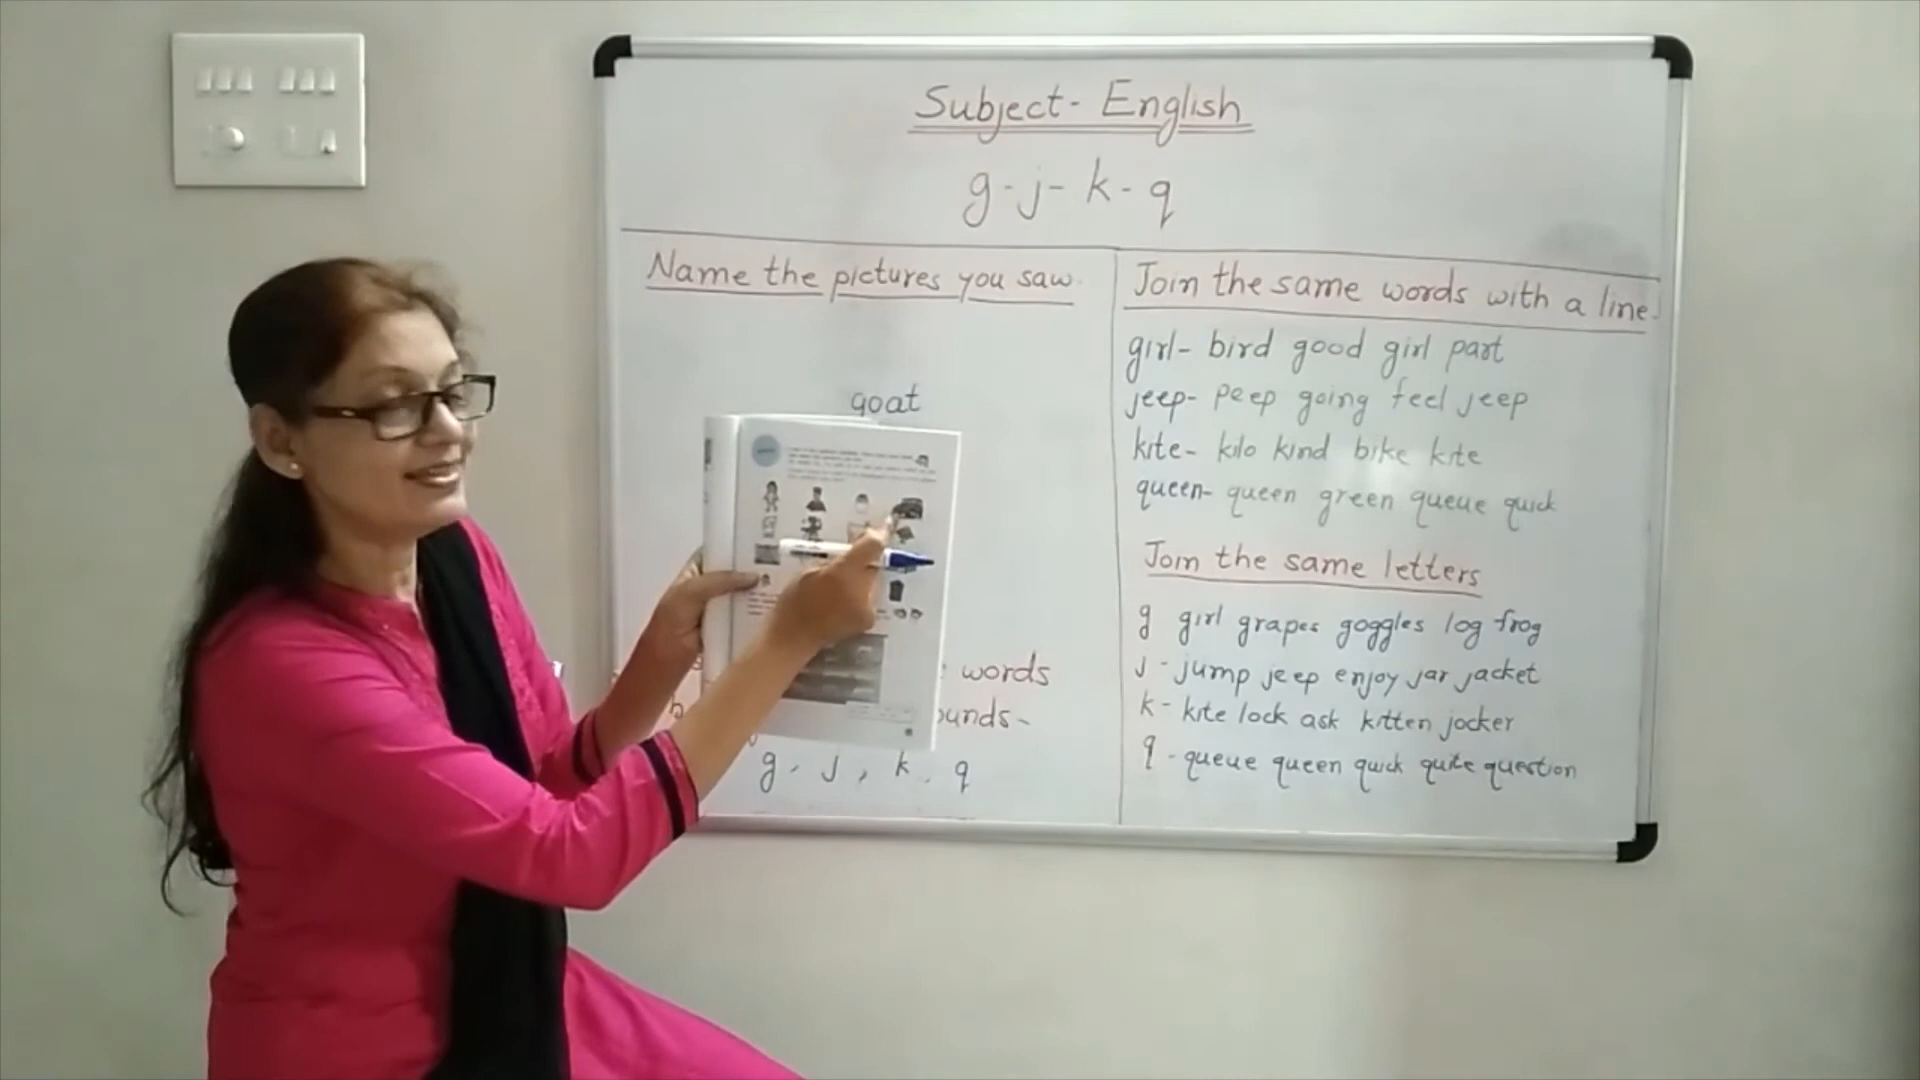 Subject- English
g-j-k-q
Name the pictures you saw.
goat
words
ounds-
g, j, k, q
Join the same words with a line.
girl- bird good girl part
jeep- peep going feel jeep
kite- kilo kind bike kite
queen- queen green queue quick
Join the same letters
g girl grapes goggles log frog
j - jump jeep enjoy jar jacket
k - kite lock ask kitten jocker
q - queue queen quick quite question